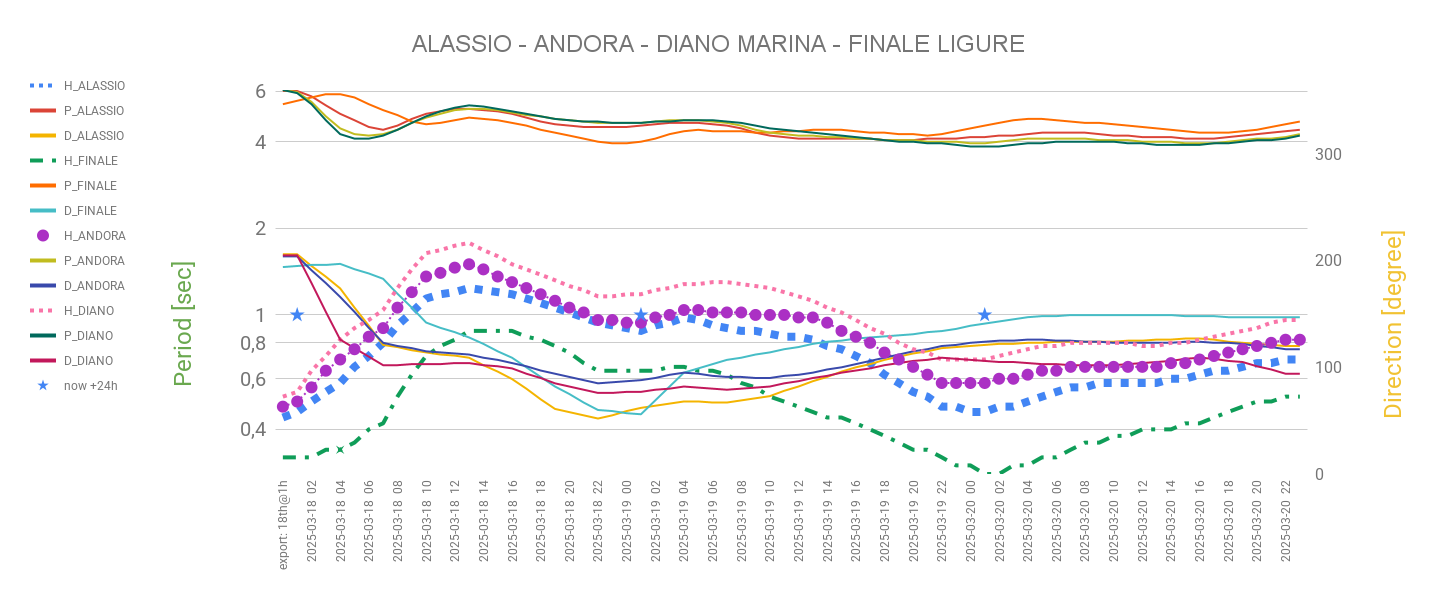 ALASSIO - ANDORA - DIANO MARINA - FINALE LIGURE
H_ALASSIO
P_ALASSIO
D_ALASSIO
H_FINALE
P_FINALE
D_FINALE
H_ANDORA
P_ANDORA
D_ANDORA
H_DIANO
P_DIANO
D_DIANO
now +24h
Period [sec]
6
4
2
1
0,8
0,6
0,4
300
200
100
0
Direction [degree]
export: 18th@1h
2025-03-18 02
2025-03-18 04
2025-03-18 06
2025-03-18 08
2025-03-18 10
2025-03-18 12
2025-03-18 14
2025-03-18 16
2025-03-18 18
2025-03-18 20
2025-03-18 22
2025-03-19 00
2025-03-19 02
2025-03-19 04
2025-03-19 06
2025-03-19 08
2025-03-19 10
2025-03-19 12
2025-03-19 14
2025-03-19 16
2025-03-19 18
2025-03-19 20
2025-03-19 22
2025-03-20 00
2025-03-20 02
2025-03-20 04
2025-03-20 06
2025-03-20 08
2025-03-20 10
2025-03-20 12
2025-03-20 14
2025-03-20 16
2025-03-20 18
2025-03-20 20
2025-03-20 22